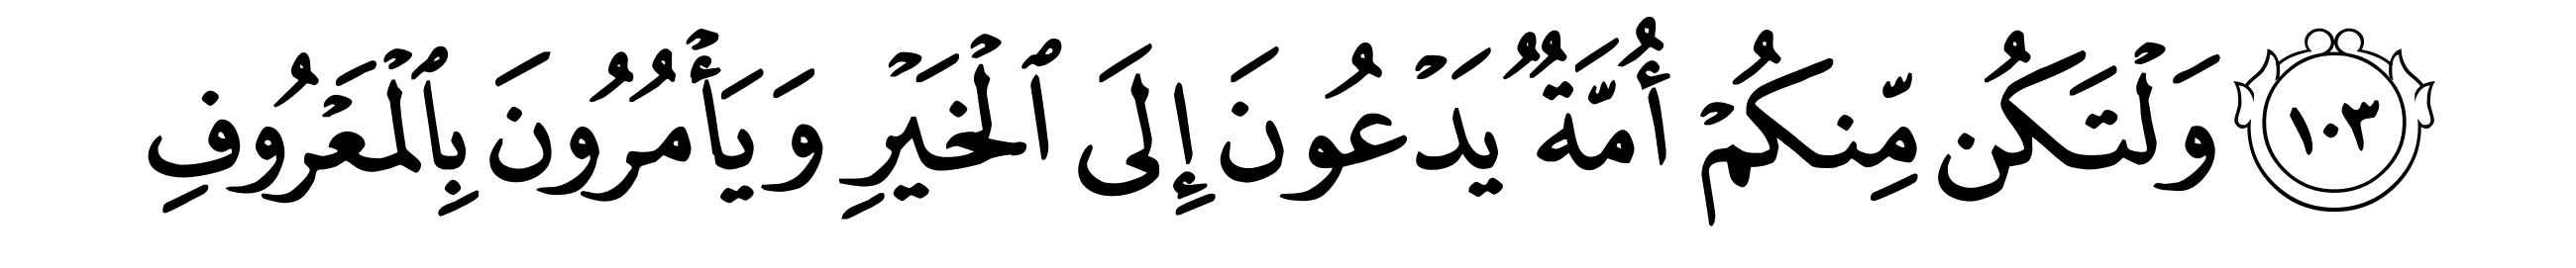 ١٠٣ وَلْتَكُن مِّنكُمْ أُمَّةٌ يَدْعُونَ إِلَى ٱلْخَيْرِ وَيَأْمُرُونَ بِٱلْمَعْرُوفِ